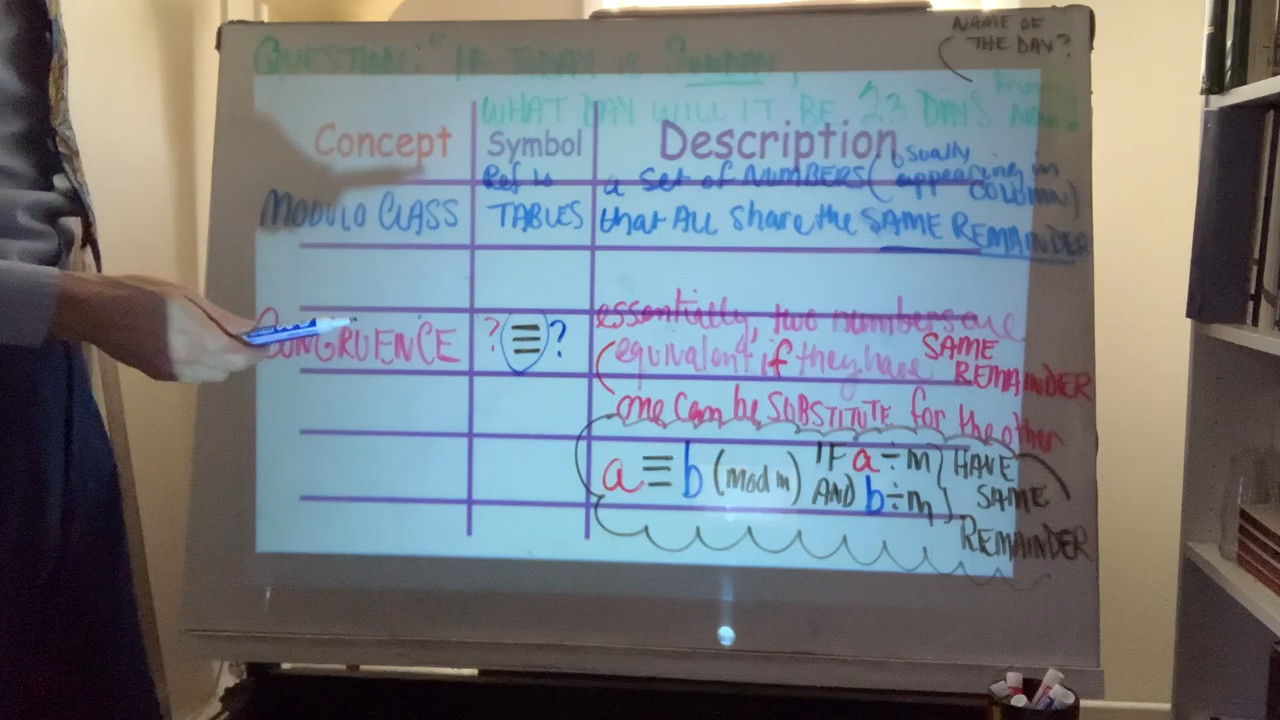 NAME OF
THE DAY?
QUESTION: "IF TODAY is SUNDAY,
WHAT DAY WILL IT BE 23 DAYS From
NOW?
Concept Symbol Description
MODULO CLASS
Ref to
TABLES
a set of NUMBERS (usually
appearing in
COLUMN)
that All share the SAME REMAINDER
CONGRUENCE
? ≡ ?
essentially, two numbers are
equivalent if they have SAME
REMAINDER
one can be SUBSTITUTE for the other
a ≡ b (mod m) IF a ÷ m
AND b ÷ m
HAVE
SAME
REMAINDER